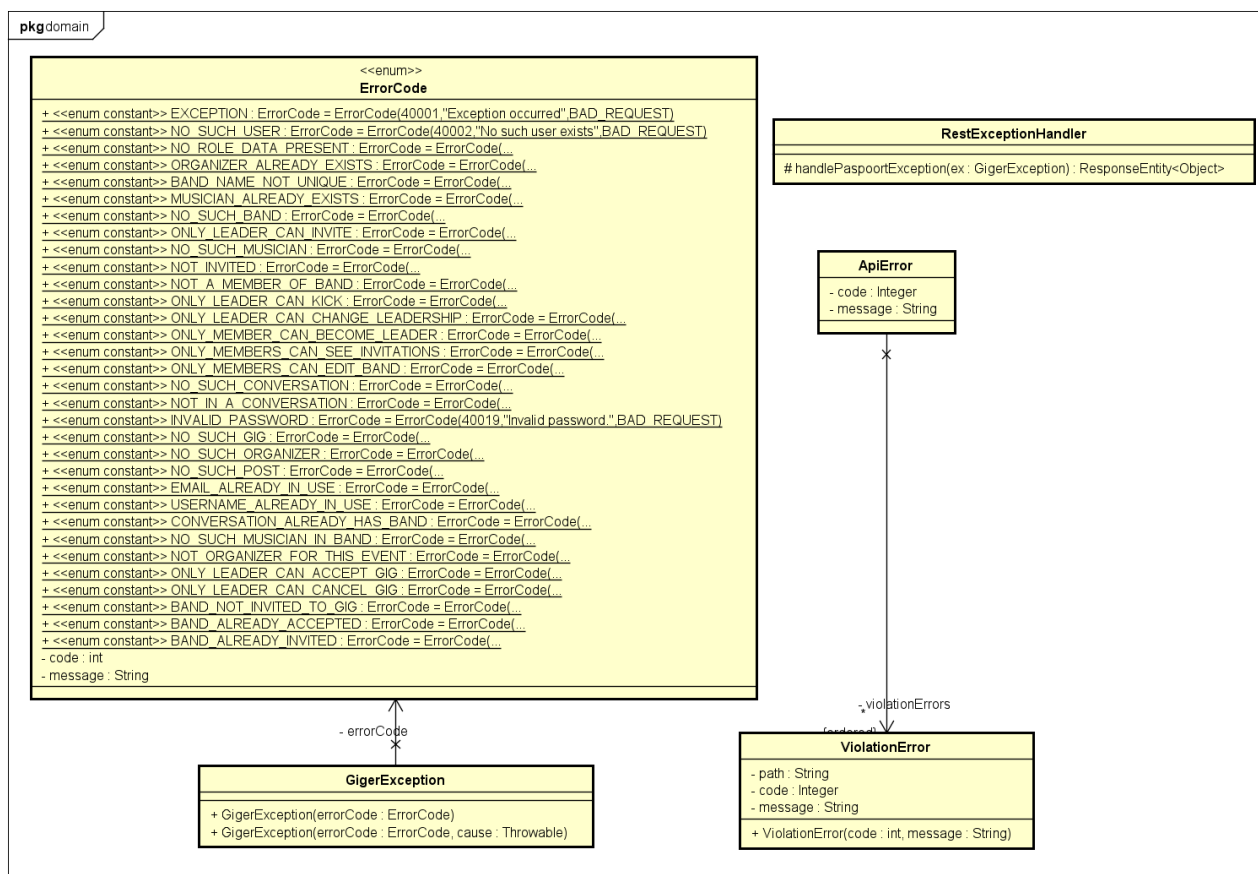 pkg domain
<<enum>>
ErrorCode
+ <<enum constant>> EXCEPTION : ErrorCode = ErrorCode(40001,"Exception occurred",BAD_REQUEST)
+ <<enum constant>> NO_SUCH_USER : ErrorCode = ErrorCode(40002,"No such user exists",BAD_REQUEST)
+ <<enum constant>> NO_ROLE_DATA_PRESENT : ErrorCode = ErrorCode(...
+ <<enum constant>> ORGANIZER_ALREADY_EXISTS : ErrorCode = ErrorCode(...
+ <<enum constant>> BAND_NAME_NOT_UNIQUE : ErrorCode = ErrorCode(...
+ <<enum constant>> MUSICIAN_ALREADY_EXISTS : ErrorCode = ErrorCode(...
+ <<enum constant>> NO_SUCH_BAND : ErrorCode = ErrorCode(...
+ <<enum constant>> ONLY_LEADER_CAN_INVITE : ErrorCode = ErrorCode(...
+ <<enum constant>> NO_SUCH_MUSICIAN : ErrorCode = ErrorCode(...
+ <<enum constant>> NOT_INVITED : ErrorCode = ErrorCode(...
+ <<enum constant>> NOT_A_MEMBER_OF_BAND : ErrorCode = ErrorCode(...
+ <<enum constant>> ONLY_LEADER_CAN_KICK : ErrorCode = ErrorCode(...
+ <<enum constant>> ONLY_LEADER_CAN_CHANGE_LEADERSHIP : ErrorCode = ErrorCode(...
+ <<enum constant>> ONLY_MEMBER_CAN_BECOME_LEADER : ErrorCode = ErrorCode(...
+ <<enum constant>> ONLY_MEMBERS_CAN_SEE_INVITATIONS : ErrorCode = ErrorCode(...
+ <<enum constant>> ONLY_MEMBERS_CAN_EDIT_BAND : ErrorCode = ErrorCode(...
+ <<enum constant>> NO_SUCH_CONVERSATION : ErrorCode = ErrorCode(...
+ <<enum constant>> NOT_IN_A_CONVERSATION : ErrorCode = ErrorCode(...
+ <<enum constant>> INVALID_PASSWORD : ErrorCode = ErrorCode(40019,"Invalid password.",BAD_REQUEST)
+ <<enum constant>> NO_SUCH_GIG : ErrorCode = ErrorCode(...
+ <<enum constant>> NO_SUCH_ORGANIZER : ErrorCode = ErrorCode(...
+ <<enum constant>> NO_SUCH_POST : ErrorCode = ErrorCode(...
+ <<enum constant>> EMAIL_ALREADY_IN_USE : ErrorCode = ErrorCode(...
+ <<enum constant>> USERNAME_ALREADY_IN_USE : ErrorCode = ErrorCode(...
+ <<enum constant>> CONVERSATION_ALREADY_HAS_BAND : ErrorCode = ErrorCode(...
+ <<enum constant>> NO_SUCH_MUSICIAN_IN_BAND : ErrorCode = ErrorCode(...
+ <<enum constant>> NOT_ORGANIZER_FOR_THIS_EVENT : ErrorCode = ErrorCode(...
+ <<enum constant>> ONLY_LEADER_CAN_ACCEPT_GIG : ErrorCode = ErrorCode(...
+ <<enum constant>> ONLY_LEADER_CAN_CANCEL_GIG : ErrorCode = ErrorCode(...
+ <<enum constant>> BAND_NOT_INVITED_TO_GIG : ErrorCode = ErrorCode(...
+ <<enum constant>> BAND_ALREADY_ACCEPTED : ErrorCode = ErrorCode(...
+ <<enum constant>> BAND_ALREADY_INVITED : ErrorCode = ErrorCode(...
- code : int
- message : String
RestExceptionHandler
# handlePaspoortException(ex : GigerException) : ResponseEntity<Object>
ApiError
- code : Integer
- message : String
- violationErrors
*
{ordered}
- errorCode
GigerException
+ GigerException(errorCode : ErrorCode)
+ GigerException(errorCode : ErrorCode, cause : Throwable)
ViolationError
- path : String
- code : Integer
- message : String
+ ViolationError(code : int, message : String)